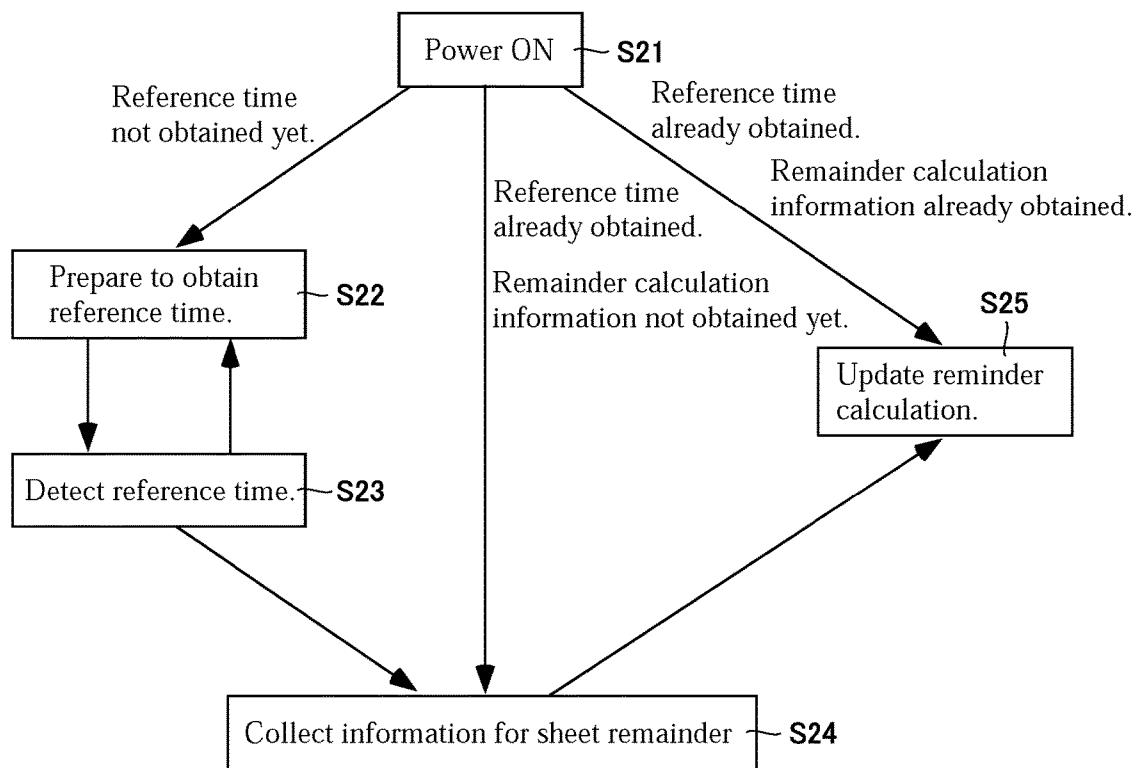 Power ON
S21
Reference time
not obtained yet.
Reference time
already obtained.
Remainder calculation
information already obtained.
Reference time
already obtained.
Remainder calculation
information not obtained yet.
Prepare to obtain
reference time.
S22
S25
Update reminder
calculation.
Detect reference time.
S23
Collect information for sheet remainder
S24